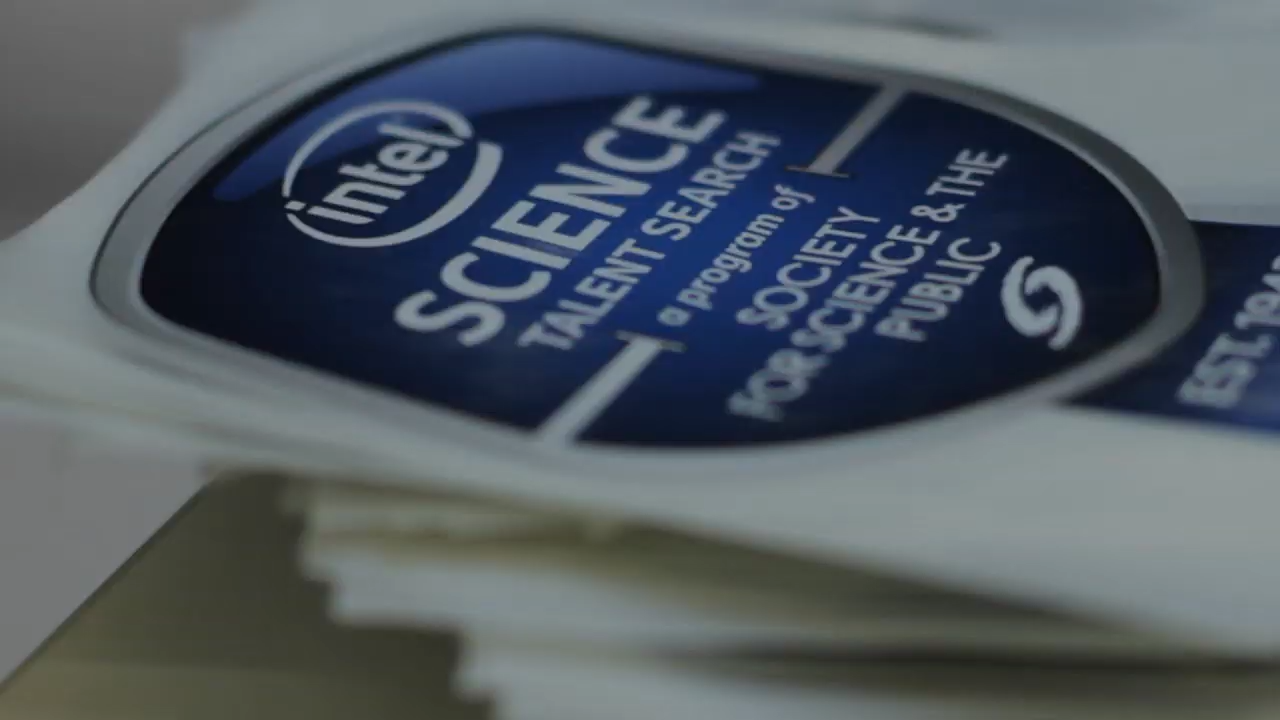 intel
SCIENCE
TALENT SEARCH
a program of
SOCIETY
FOR SCIENCE & THE
PUBLIC
EST.